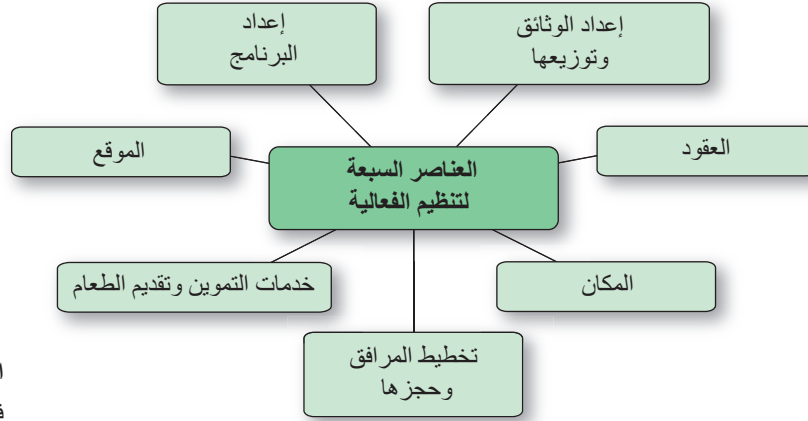 إعداد الوثائق
وتوزيعها
إعداد
البرنامج
العقود
الموقع
العناصر السبعة
لتنظيم الفعالية
المكان
خدمات التموين وتقديم الطعام
تخطيط المرافق
وحجزها